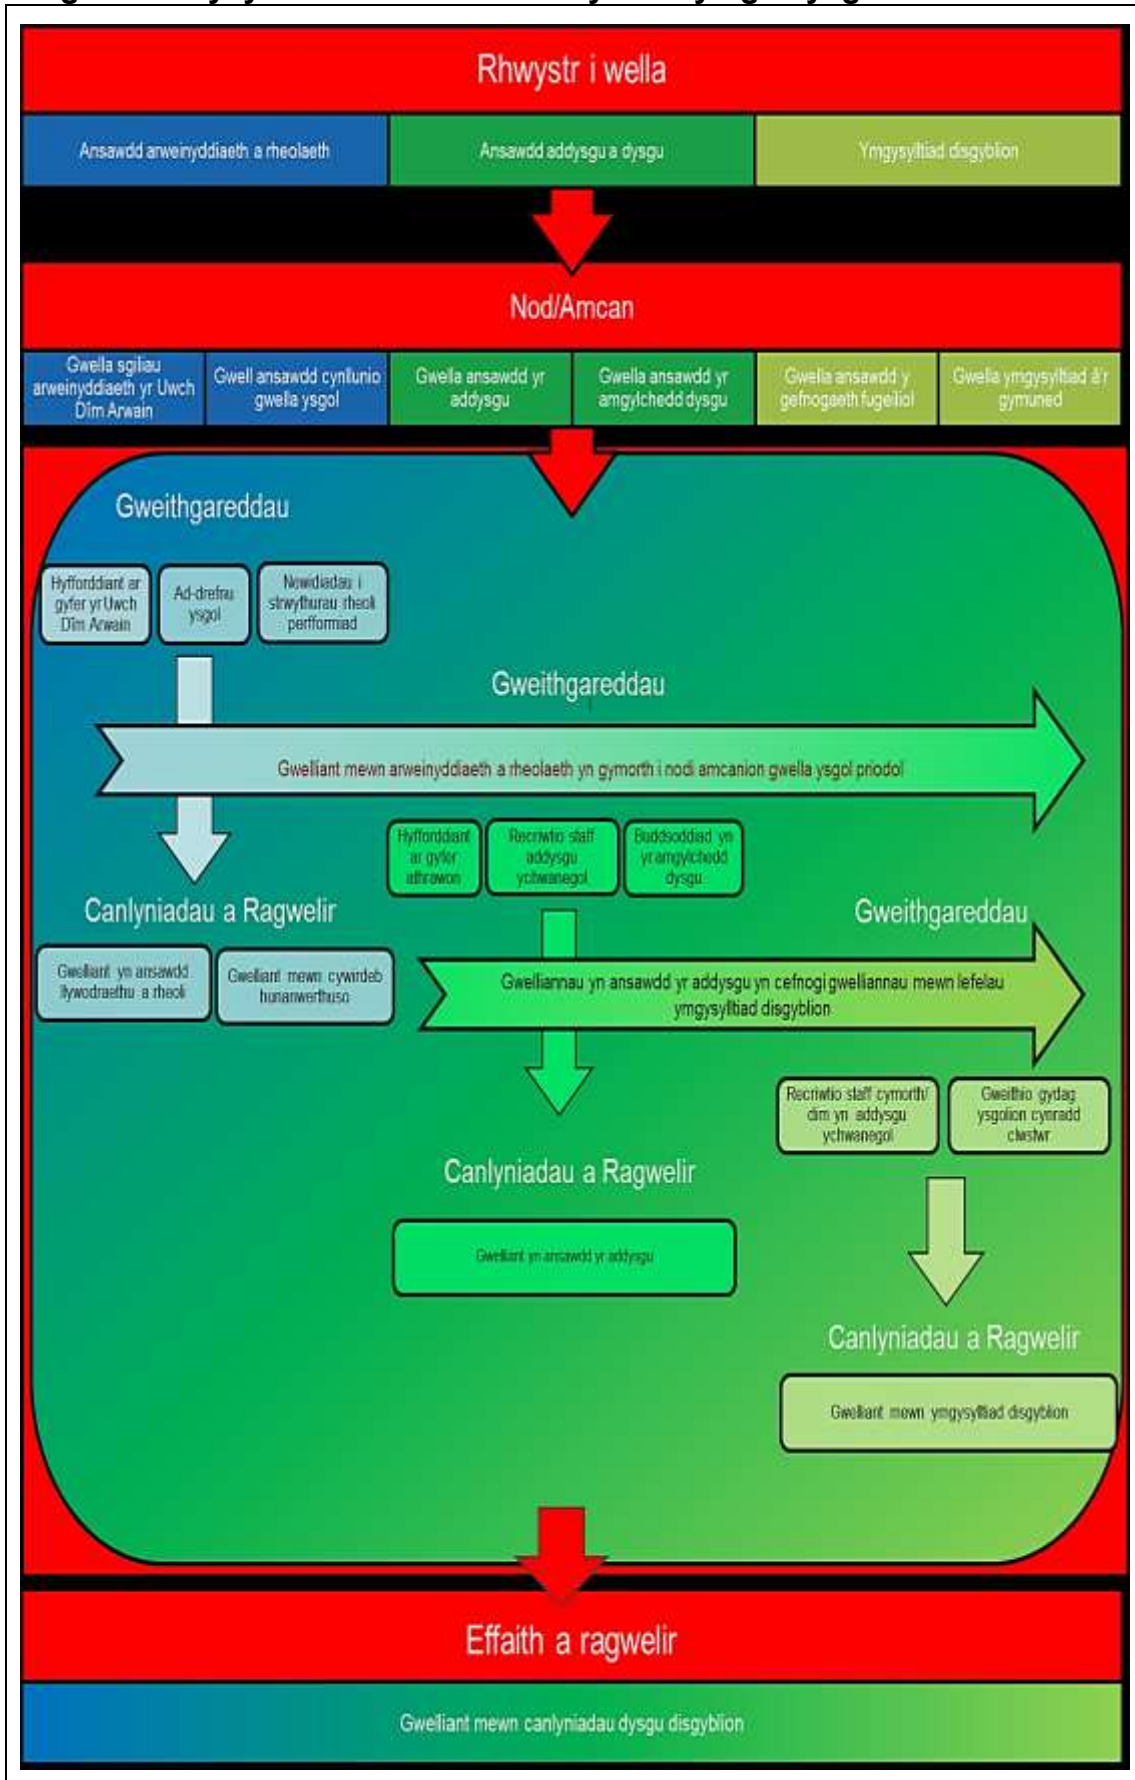 Rhwystr i wella
Ansawdd arweinyddiaeth a rheolaeth
Ansawdd addysgu a dysgu
Ymgysylltiad disgyblion
Nod/Amcan
Gwella sgiliau
arweinyddiaeth yr Uwch
Dîm Arwain
Gwell ansawdd cynllunio
gwella ysgol
Gwella ansawdd yr
addysgu
Gwella ansawdd yr
amgylchedd dysgu
Gwella ansawdd y
gefnogaeth fugeiliol
Gwella ymgysylltiad â'r
gymuned
Gweithgareddau
Hyfforddiant ar
gyfer yr Uwch
Dîm Arwain
Ad-drefnu
ysgol
Newidiadau i
strwythurau rheoli
perfformiad
Gweithgareddau
Gwelliant mewn arweinyddiaeth a rheolaeth yn gymorth i nodi amcanion gwella ysgol priodol
Hyfforddiant
ar gyfer
athrawon
Recriwtio staff
addysgu
ychwanegol
Buddsoddiad yn
yr amgylchedd
dysgu
Canlyniadau a Ragwelir
Gwelliant yn ansawdd
llywodraethu a rheoli
Gwelliant mewn cywirdeb
hunanwerthuso
Gweithgareddau
Gwelliannau yn ansawdd yr addysgu yn cefnogi gwelliannau mewn lefelau
ymgysylltiad disgyblion
Recriwtio staff cymorth/
dim yn addysgu
ychwanegol
Gweithio gydag
ysgolion cynradd
clwstwr
Canlyniadau a Ragwelir
Gwelliant yn ansawdd yr addysgu
Canlyniadau a Ragwelir
Gwelliant mewn ymgysylltiad disgyblion
Effaith a ragwelir
Gwelliant mewn canlyniadau dysgu disgyblion